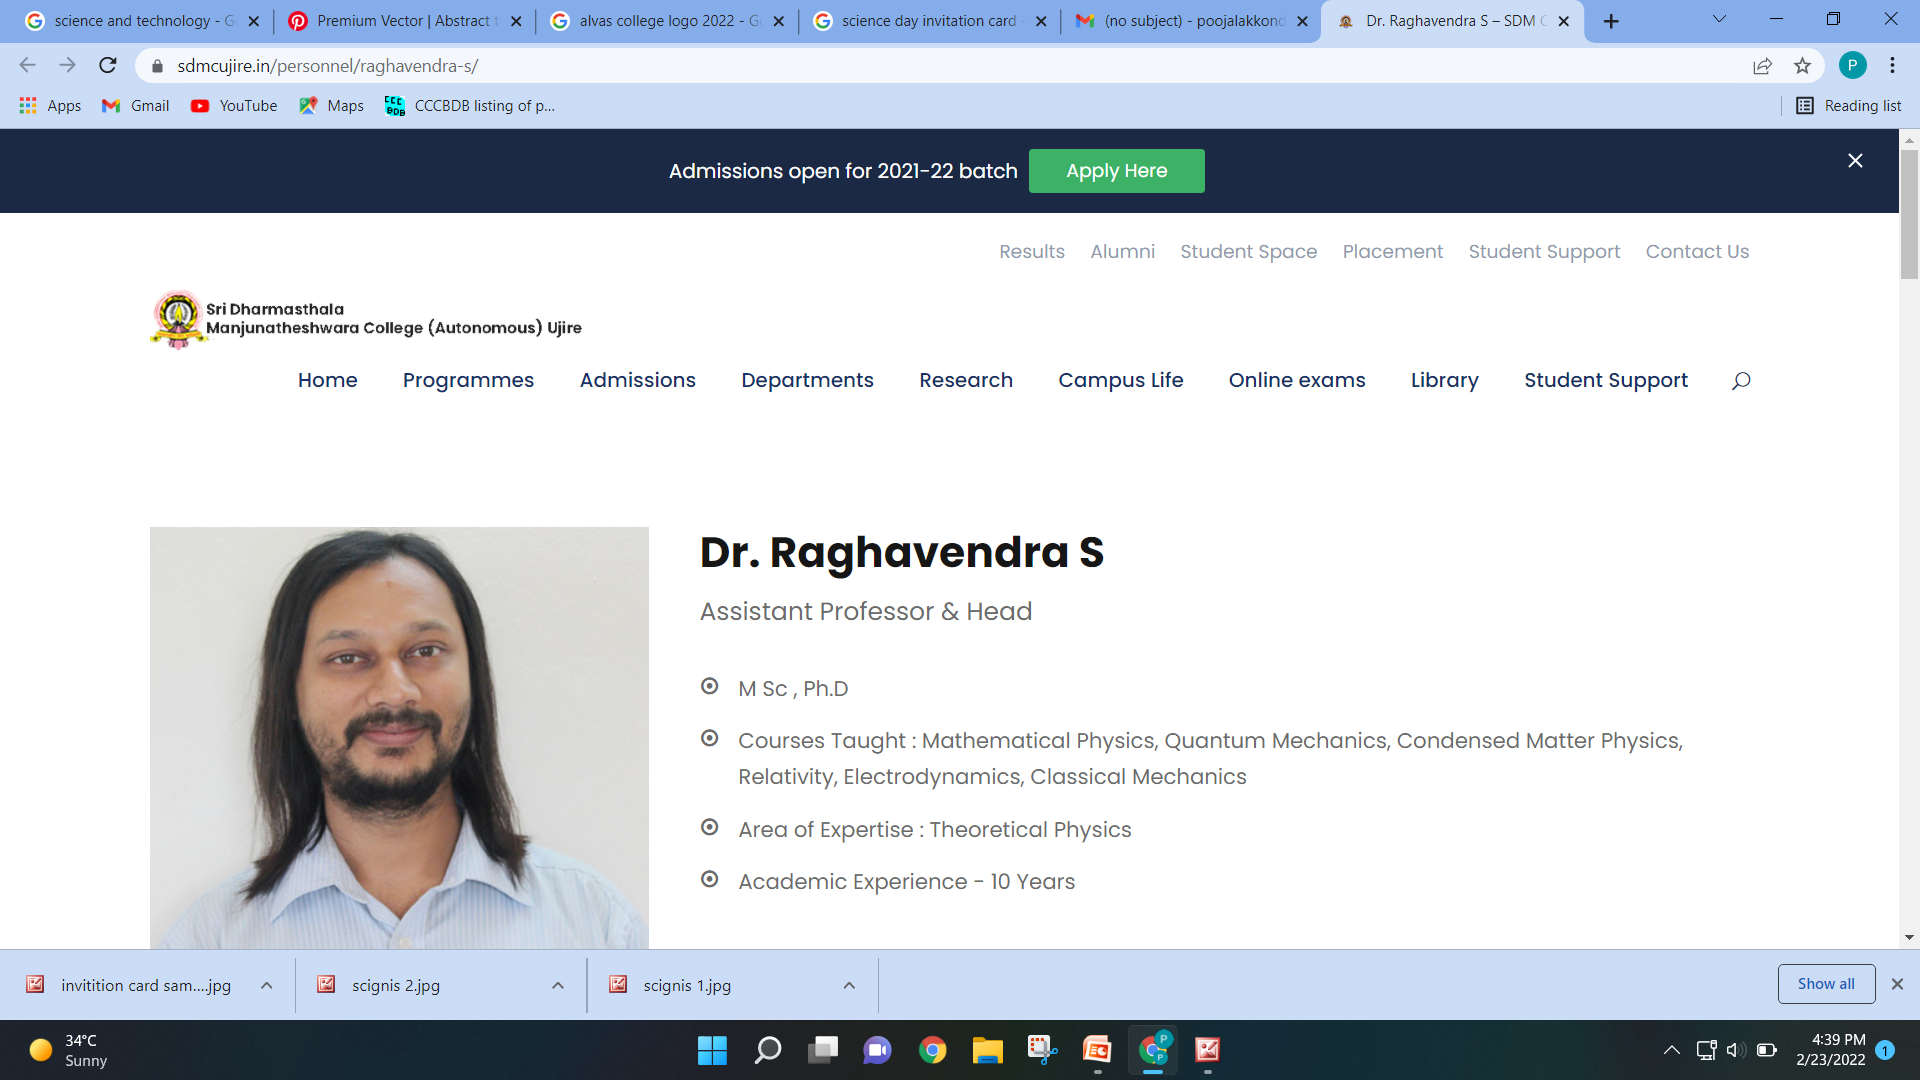 science and technology - G
Premium Vector | Abstract t
alvas college logo 2022 - G
science day invitation card -
(no subject) - poojalakkond
Dr. Raghavendra S – SDM C
sdmcujire.in/personnel/raghavendra-s/
P
Apps
Gmail
YouTube
Maps
CCCBDB listing of p...
Reading list
Admissions open for 2021-22 batch
Apply Here
Results
Alumni
Student Space
Placement
Student Support
Contact Us
Sri Dharmasthala
Manjunatheshwara College (Autonomous) Ujire
Home
Programmes
Admissions
Departments
Research
Campus Life
Online exams
Library
Student Support
Dr. Raghavendra S
Assistant Professor & Head
M Sc , Ph.D
Courses Taught : Mathematical Physics, Quantum Mechanics, Condensed Matter Physics,
Relativity, Electrodynamics, Classical Mechanics
Area of Expertise : Theoretical Physics
Academic Experience - 10 Years
invitition card sam....jpg
scignis 2.jpg
scignis 1.jpg
Show all
34°C
Sunny
4:39 PM
2/23/2022
1